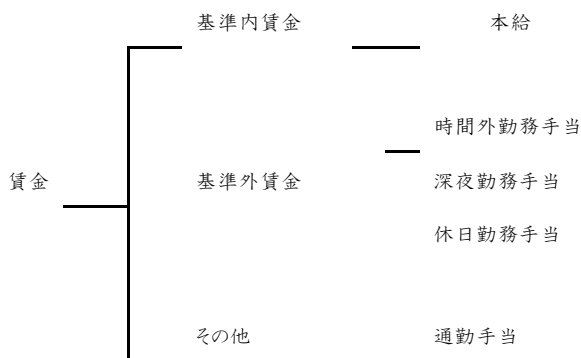 基準内賃金 本給
時間外勤務手当
賃金 基準外賃金 深夜勤務手当
休日勤務手当
その他 通勤手当